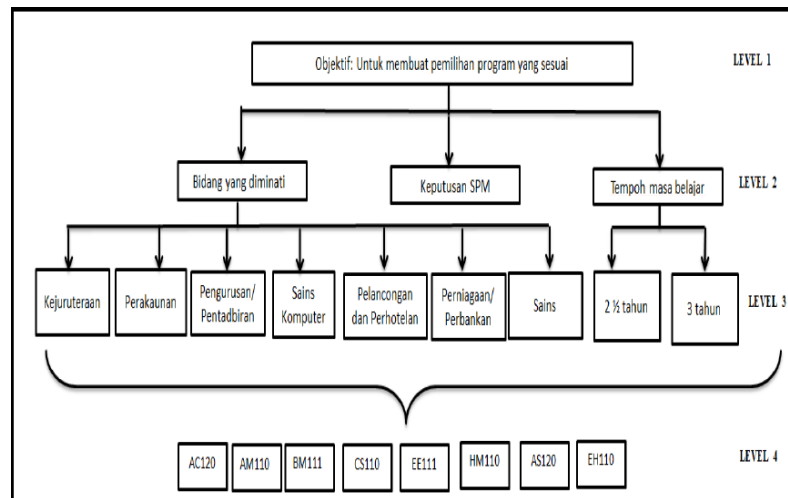 Objektif: Untuk membuat pemilihan program yang sesuai
LEVEL 1
Bidang yang diminati
Keputusan SPM
Tempoh masa belajar
LEVEL 2
Kejuruteraan
Perakaunan
Pengurusan/
Pentadbiran
Sains
Komputer
Pelancongan
dan Perhotelan
Perniagaan/
Perbankan
Sains
2 ½ tahun
3 tahun
LEVEL 3
AC120
AM110
BM111
CS110
EE111
HM110
AS120
EH110
LEVEL 4